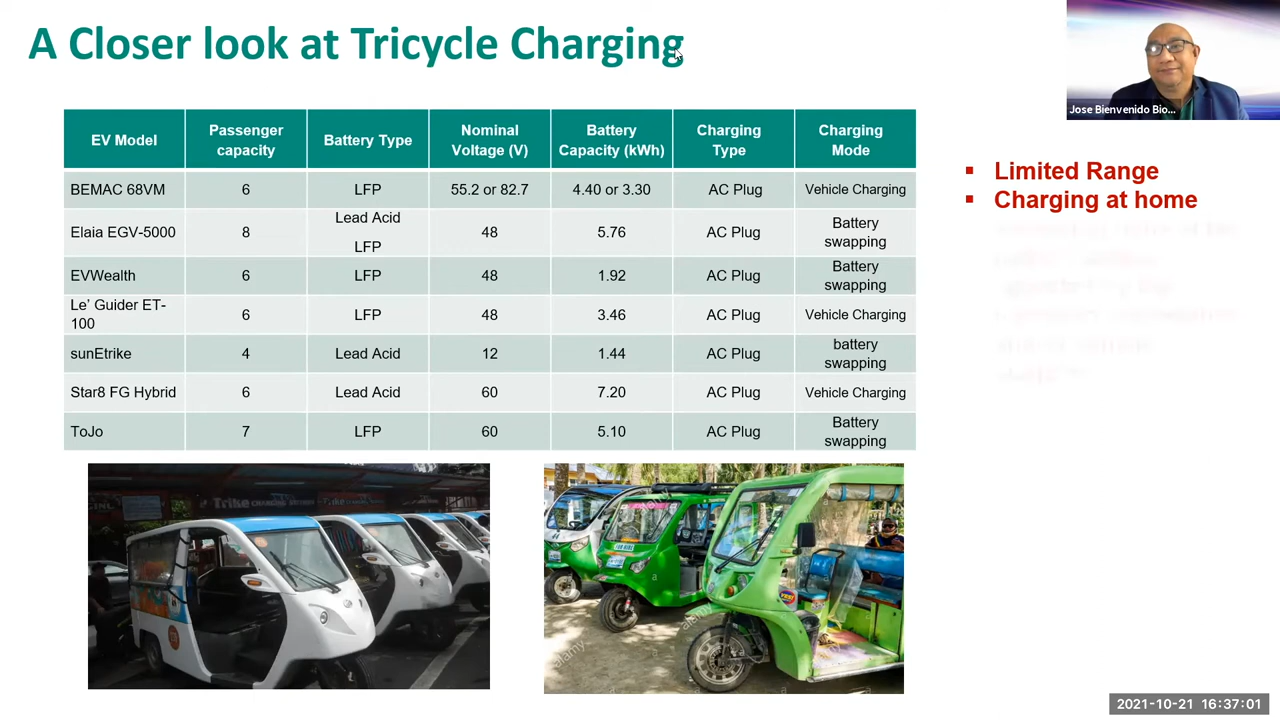 A Closer look at Tricycle Charging
Jose Bienvenido Bio...
EV Model
Passenger
capacity
Battery Type
Nominal
Voltage (V)
Battery
Capacity (kWh)
Charging
Type
Charging
Mode
BEMAC 68VM 6 LFP 55.2 or 82.7 4.40 or 3.30 AC Plug Vehicle Charging
Elaia EGV-5000 8 Lead Acid
LFP
48 5.76 AC Plug Battery
swapping
EVWealth 6 LFP 48 1.92 AC Plug Battery
swapping
Le’ Guider ET-
100
6 LFP 48 3.46 AC Plug Vehicle Charging
sunEtrike 4 Lead Acid 12 1.44 AC Plug battery
swapping
Star8 FG Hybrid 6 Lead Acid 60 7.20 AC Plug Vehicle Charging
ToJo 7 LFP 60 5.10 AC Plug Battery
swapping
▪ Limited Range
▪ Charging at home
Trike
alamy
alamy
a
a
2021-10-21 16:37:01